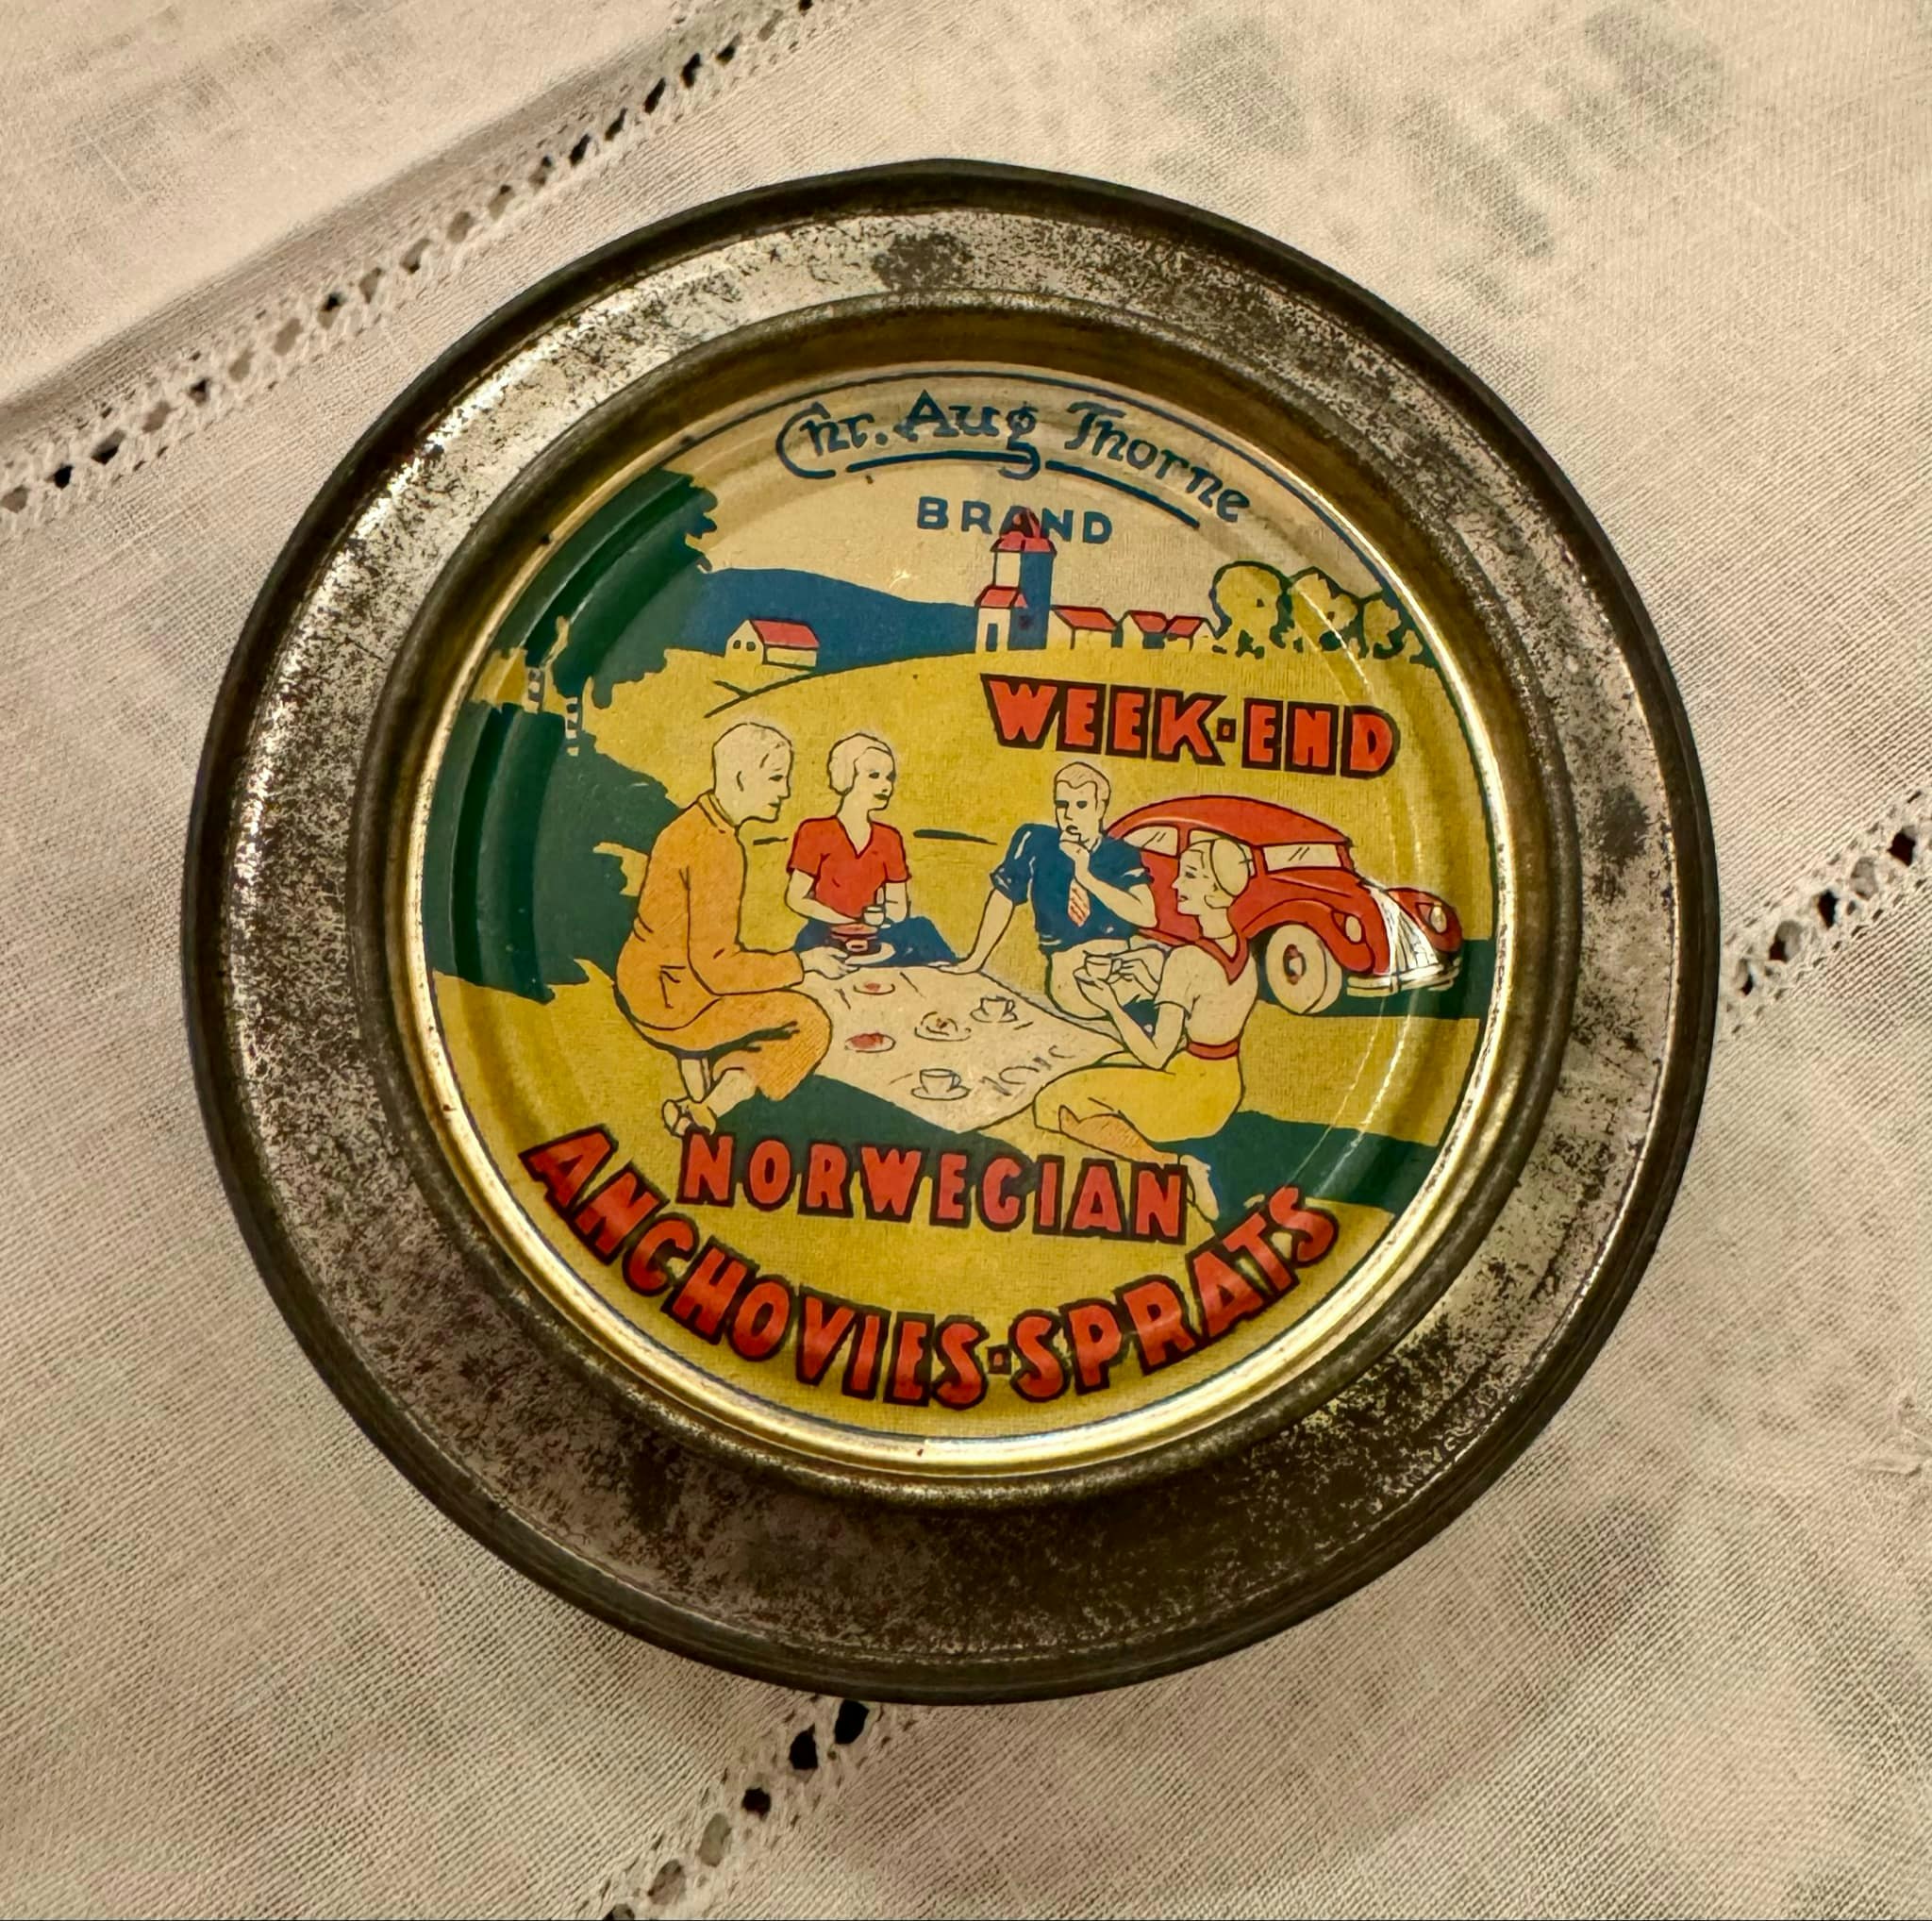 Chr. Aug Thorne
BRAND
WEEK-END
NORWEGIAN
ANCHOVIES-SPRATS